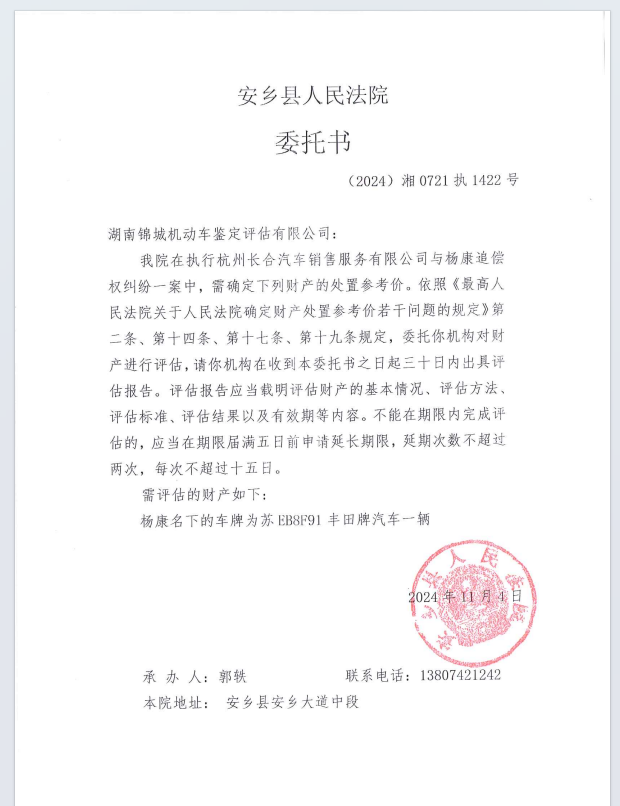 安乡县人民法院
委托书
（2024）湘 0721 执 1422 号
湖南锦城机动车鉴定评估有限公司：
我院在执行杭州长合汽车销售服务有限公司与杨康追偿
权纠纷一案中，需确定下列财产的处置参考价。依照《最高人
民法院关于人民法院确定财产处置参考价若干问题的规定》第
二条、第十四条、第十七条、第十九条规定，委托你机构对财
产进行评估，请你机构在收到本委托书之日起三十日内出具评
估报告。评估报告应当载明评估财产的基本情况、评估方法、
评估标准、评估结果以及有效期等内容。不能在期限内完成评
估的，应当在期限届满五日前申请延长期限，延期次数不超过
两次，每次不超过十五日。
需评估的财产如下：
杨康名下的车牌为苏 EB8F91 丰田牌汽车一辆
安乡县人民法院
2024 年 11 月 4 日
承 办 人：郭轶 联系电话：13807421242
本院地址： 安乡县安乡大道中段